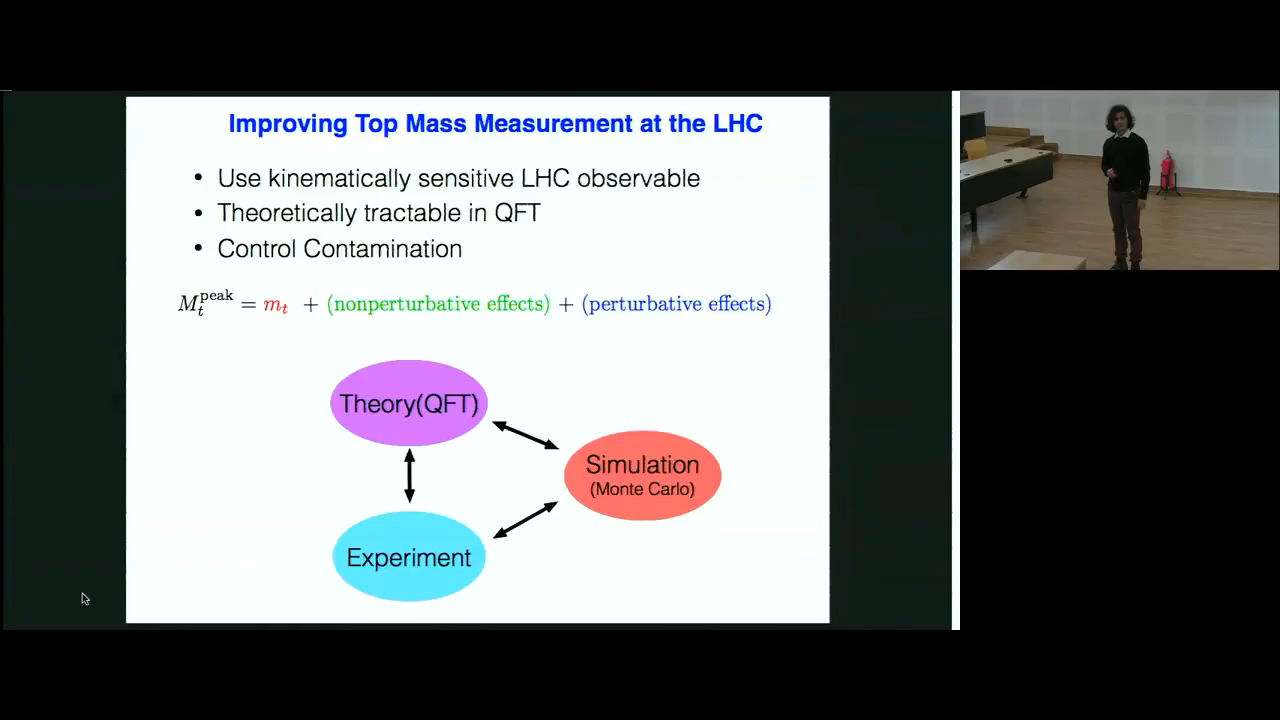 Improving Top Mass Measurement at the LHC
• Use kinematically sensitive LHC observable
• Theoretically tractable in QFT
• Control Contamination
M_t^peak = m_t + (nonperturbative effects) + (perturbative effects)
Theory(QFT)
Simulation
(Monte Carlo)
Experiment